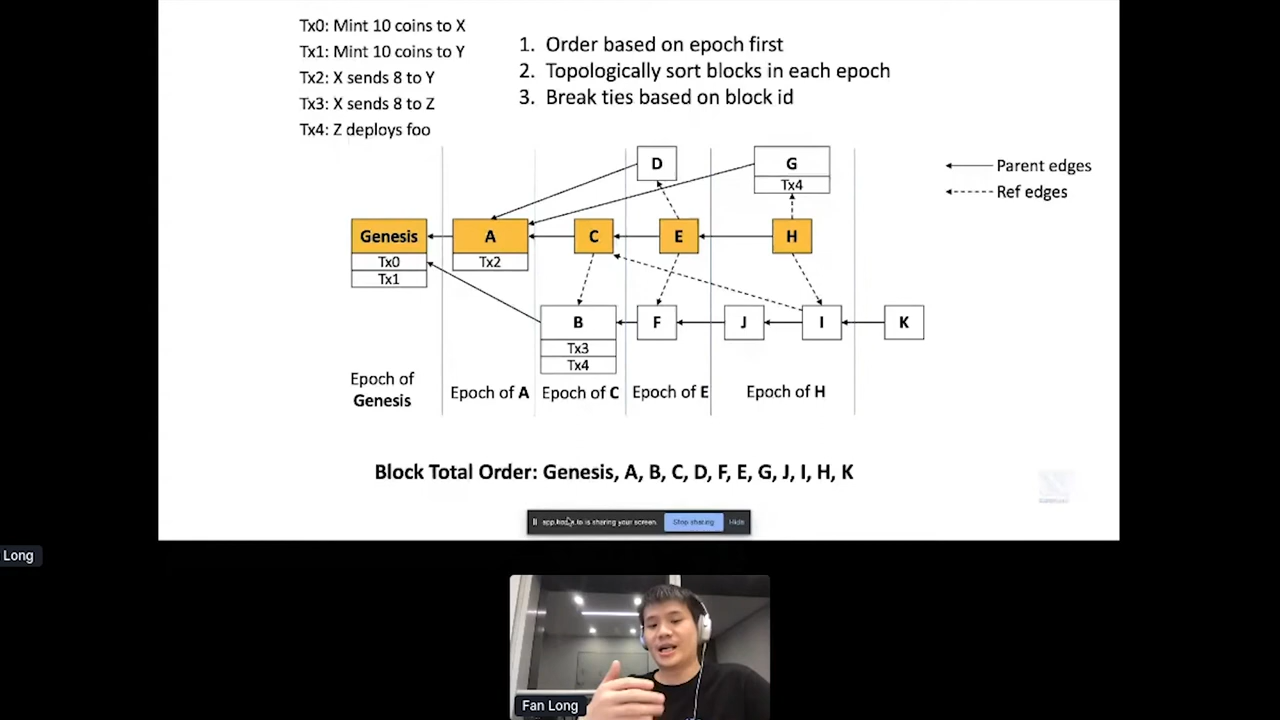 Tx0: Mint 10 coins to X
Tx1: Mint 10 coins to Y
Tx2: X sends 8 to Y
Tx3: X sends 8 to Z
Tx4: Z deploys foo
1. Order based on epoch first
2. Topologically sort blocks in each epoch
3. Break ties based on block id
Parent edges
Ref edges
D
G
Tx4
Genesis
Tx0
Tx1
A
Tx2
C
E
H
B
Tx3
Tx4
F
J
I
K
Epoch of
Genesis
Epoch of A
Epoch of C
Epoch of E
Epoch of H
Block Total Order: Genesis, A, B, C, D, F, E, G, J, I, H, K
is sharing your screen.
Stop sharing
Hide
Long
Fan Long